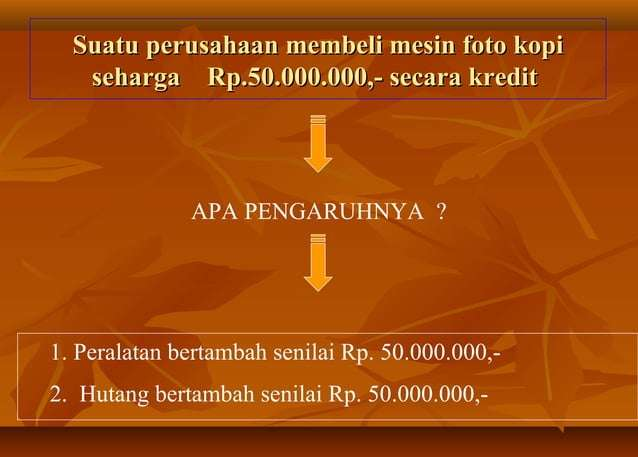 Suatu perusahaan membeli mesin foto kopi
seharga Rp.50.000.000,- secara kredit
APA PENGARUHNYA ?
1. Peralatan bertambah senilai Rp. 50.000.000,-
2. Hutang bertambah senilai Rp. 50.000.000,-